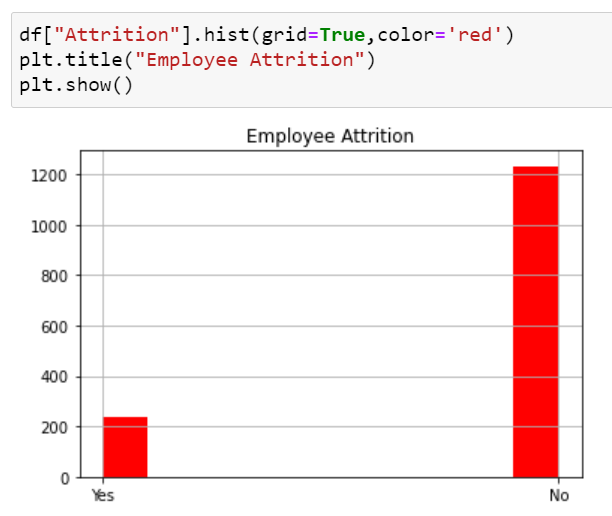 df["Attrition"].hist(grid=True,color='red')
plt.title("Employee Attrition")
plt.show()
Employee Attrition
1200
1000
800
600
400
200
0
Yes No